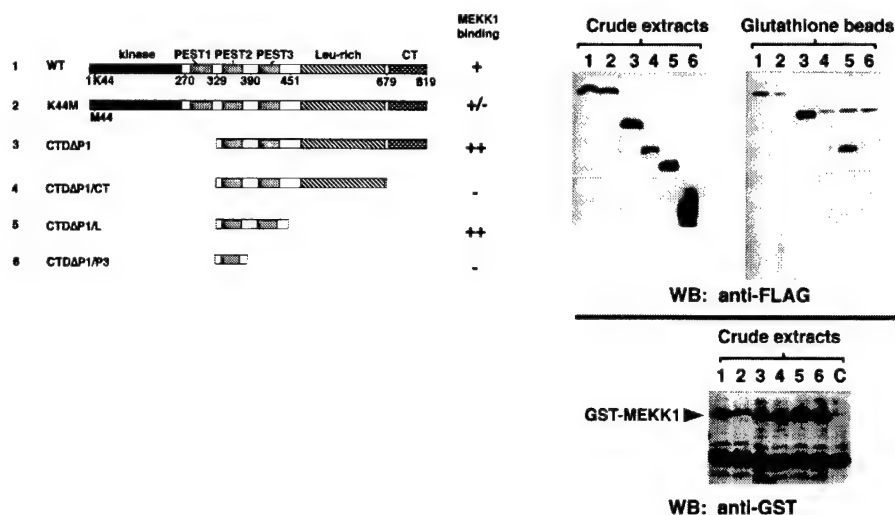 MEKK1
binding
kinase PEST1 PEST2 PEST3 Leu-rich CT
1 WT +
1 K44 270 329 390 451 679 819
2 K44M +/-
M44
3 CTDΔP1 ++
4 CTDΔP1/CT -
5 CTDΔP1/L ++
6 CTDΔP1/P3 -
Crude extracts
1 2 3 4 5 6
Glutathione beads
1 2 3 4 5 6
WB: anti-FLAG
Crude extracts
1 2 3 4 5 6 C
GST-MEKK1
WB: anti-GST